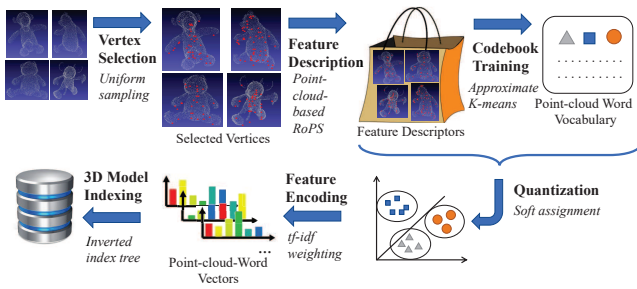 Vertex
Selection
Uniform
sampling
Selected Vertices
Feature
Description
Point-
cloud-
based
RoPS
Feature Descriptors
Codebook
Training
Approximate
K-means
Point-cloud Word
Vocabulary
Quantization
Soft assignment
Feature
Encoding
tf-idf
weighting
...
Point-cloud-Word
Vectors
3D Model
Indexing
Inverted
index tree